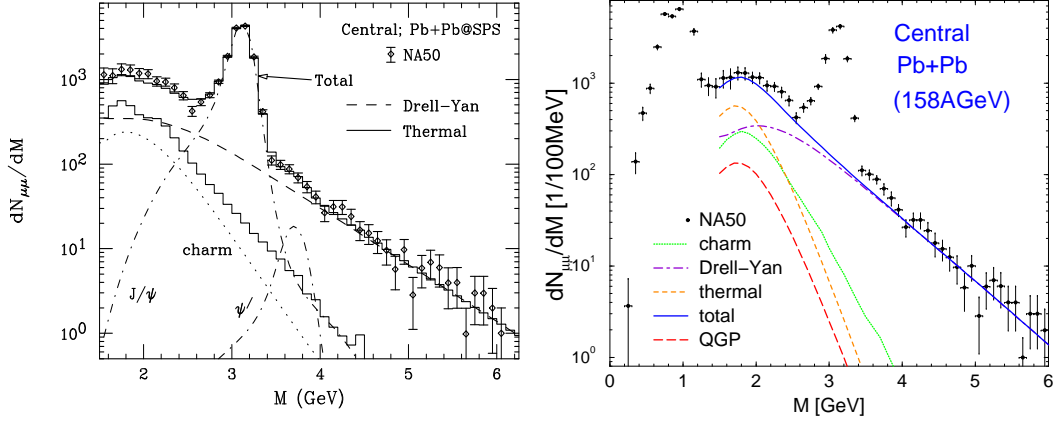 Central; Pb+Pb@SPS
NA50
Total
Drell−Yan
Thermal
charm
J/ψ
ψ′
10³
10²
10¹
10⁰
dN_μμ/dM
2 3 4 5 6
M (GeV)
Central
Pb+Pb
(158AGeV)
NA50
charm
Drell−Yan
thermal
total
QGP
10³
10²
10¹
10⁰
dN_μμ/dM [1/100MeV]
0 1 2 3 4 5 6
M [GeV]